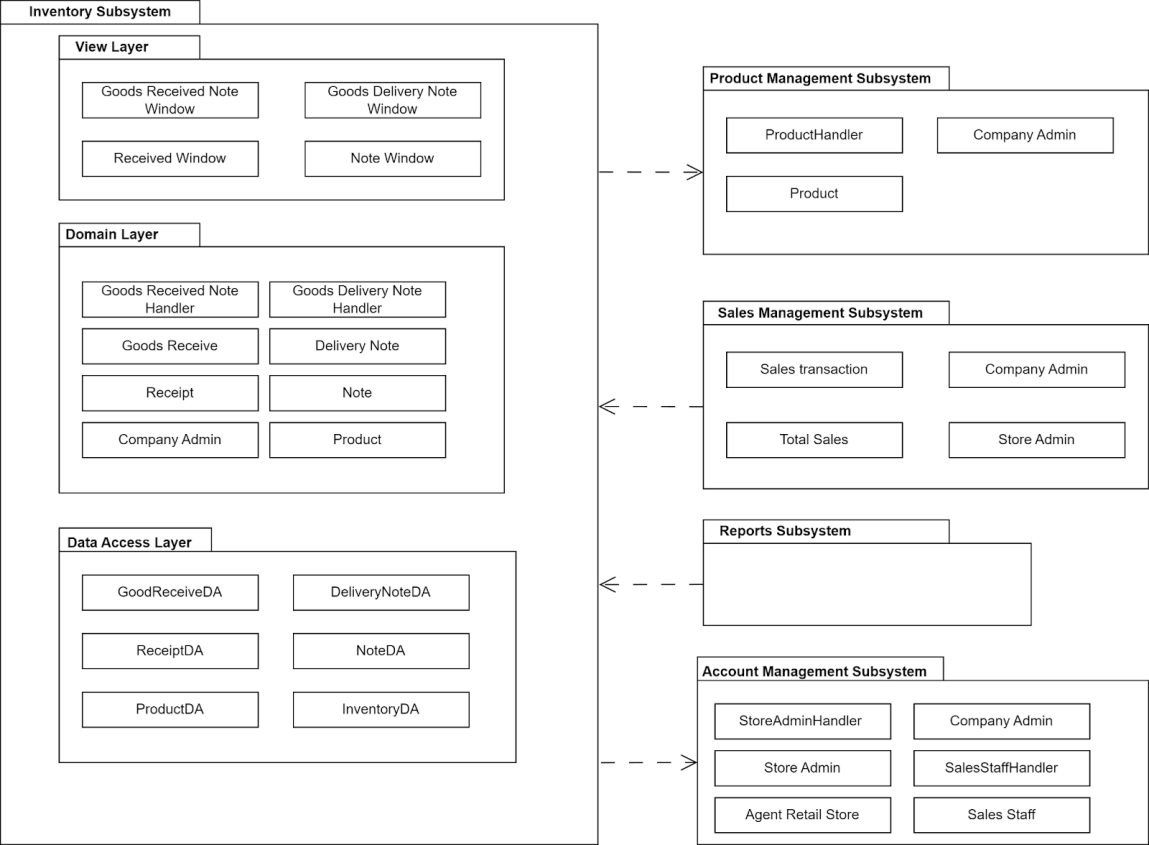 Inventory Subsystem
View Layer
Goods Received Note
Window
Goods Delivery Note
Window
Received Window
Note Window
Domain Layer
Goods Received Note
Handler
Goods Delivery Note
Handler
Goods Receive
Delivery Note
Receipt
Note
Company Admin
Product
Data Access Layer
GoodReceiveDA
DeliveryNoteDA
ReceiptDA
NoteDA
ProductDA
InventoryDA
Product Management Subsystem
ProductHandler
Company Admin
Product
Sales Management Subsystem
Sales transaction
Company Admin
Total Sales
Store Admin
Reports Subsystem
Account Management Subsystem
StoreAdminHandler
Company Admin
Store Admin
SalesStaffHandler
Agent Retail Store
Sales Staff